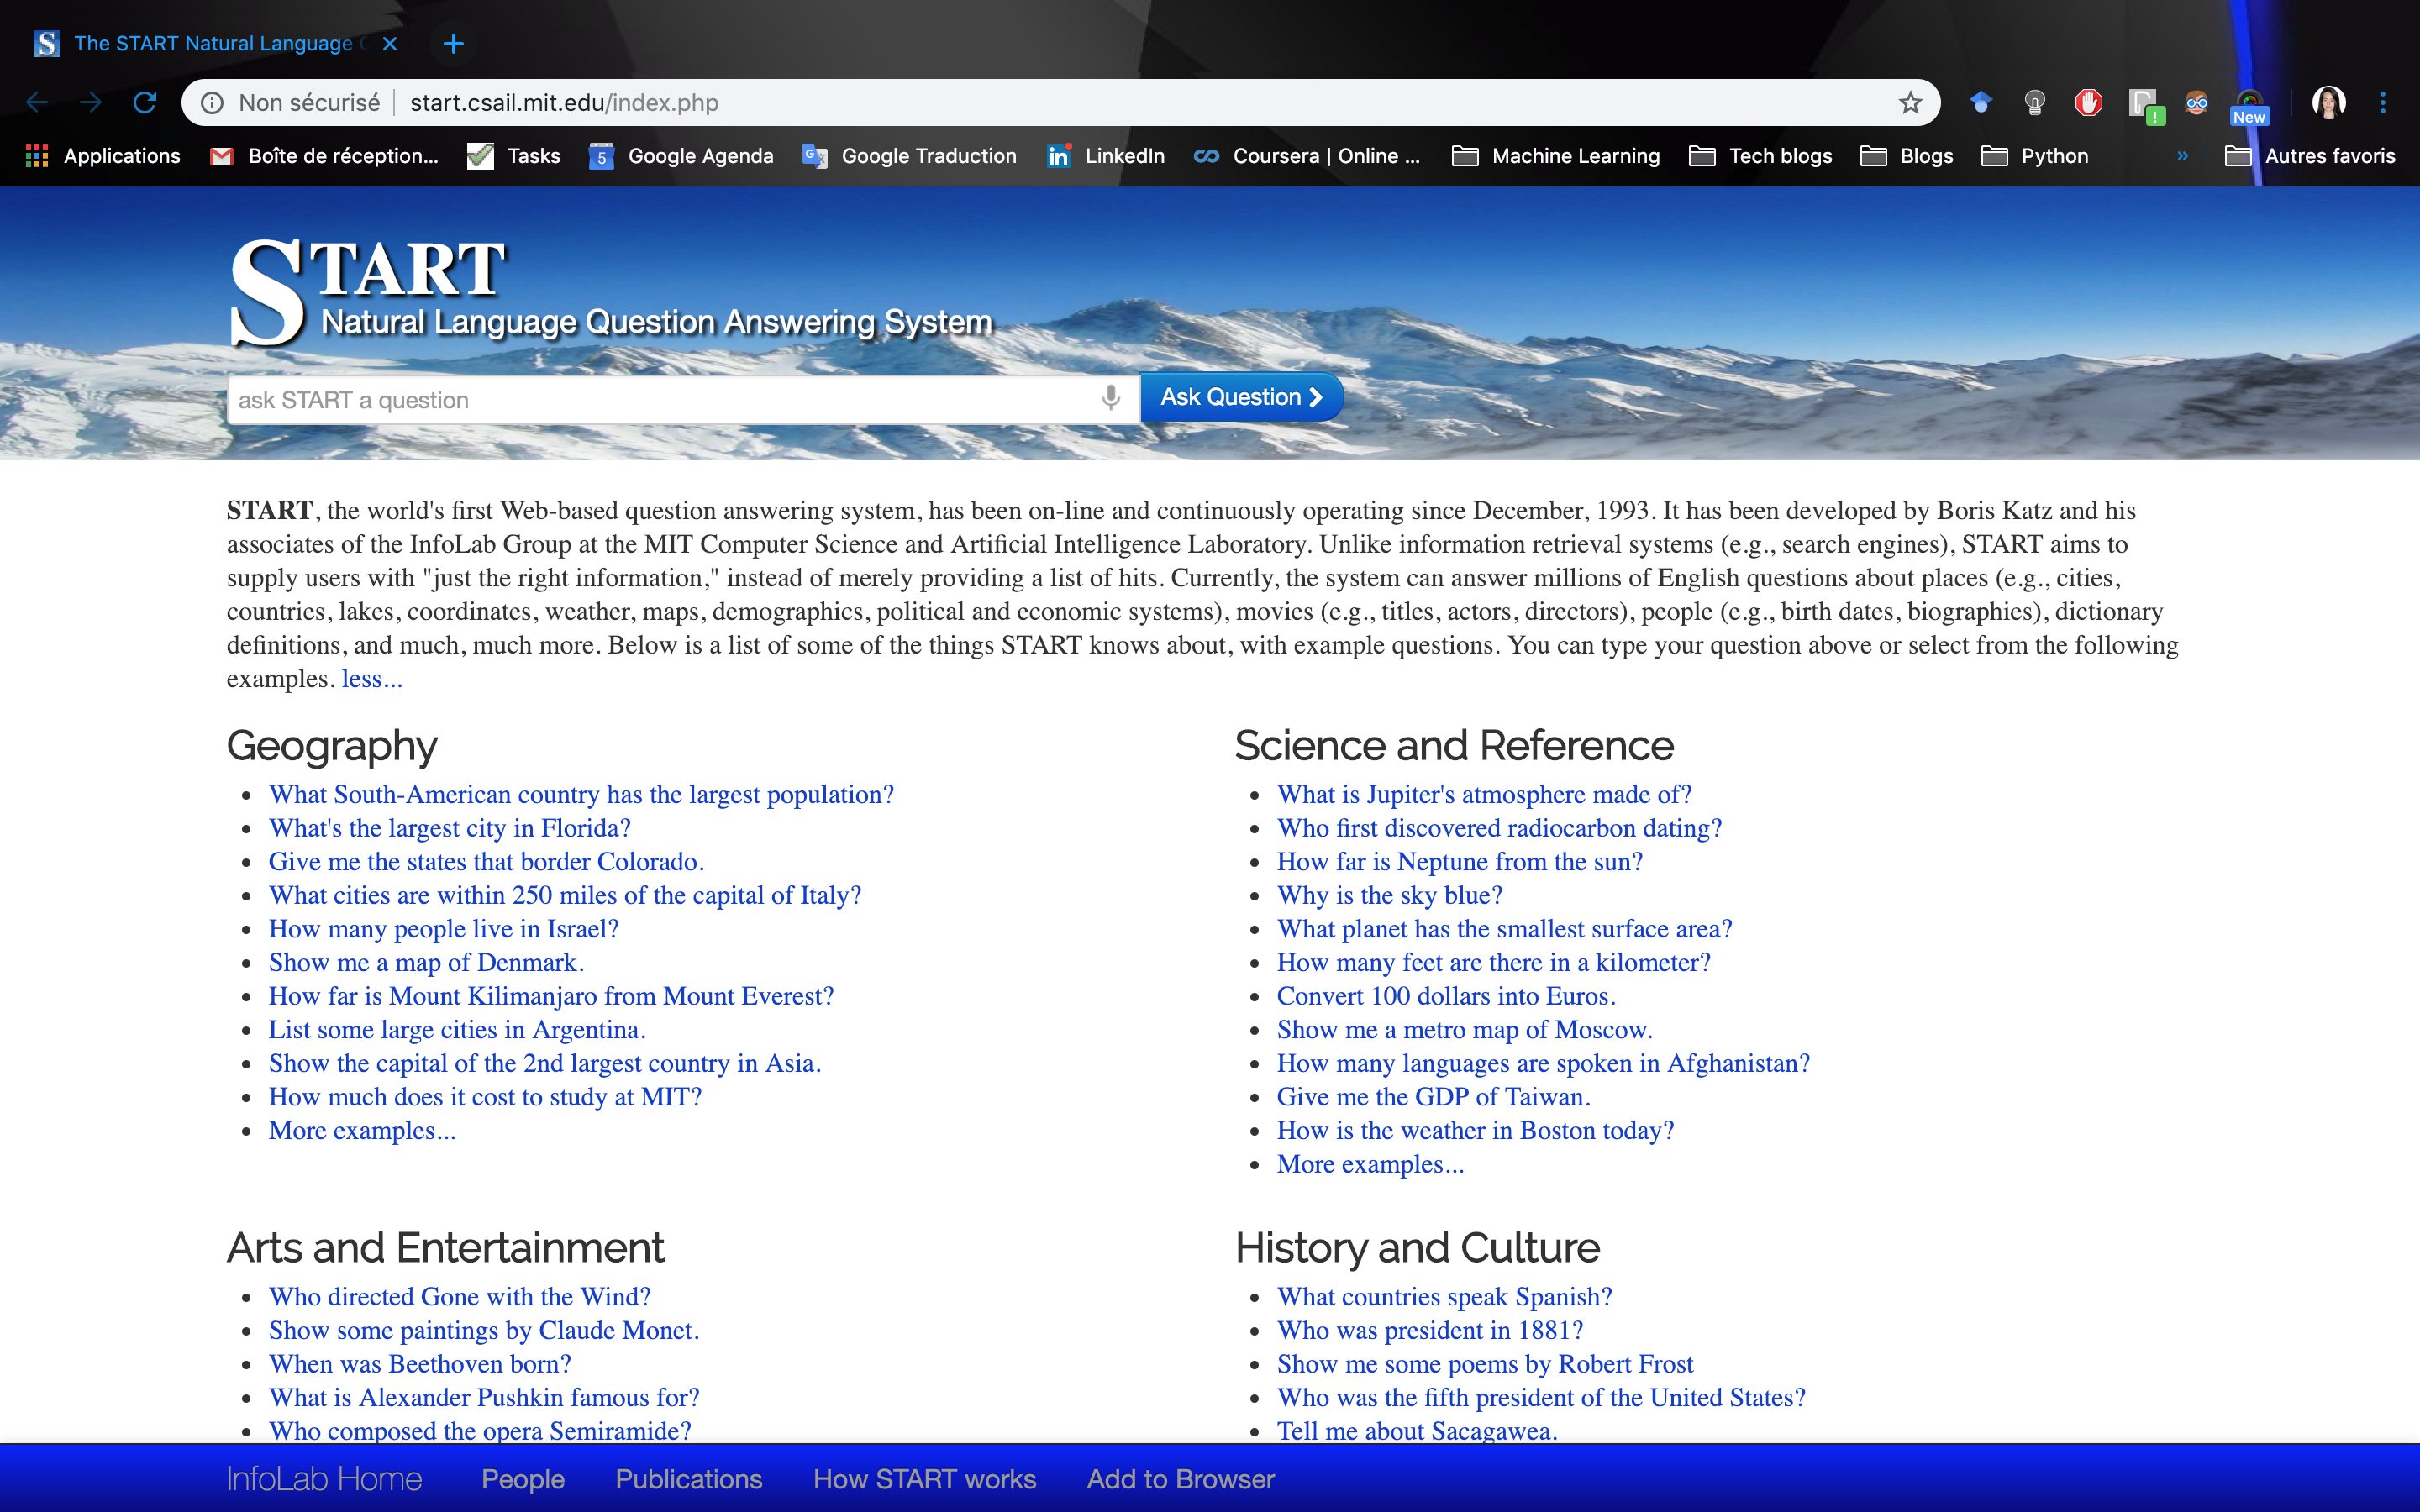 The START Natural Language
Non sécurisé start.csail.mit.edu/index.php
New
Applications Boîte de réception... Tasks 5 Google Agenda Google Traduction LinkedIn Coursera | Online ... Machine Learning Tech blogs Blogs Python » Autres favoris
START
Natural Language Question Answering System
ask START a question Ask Question
START, the world's first Web-based question answering system, has been on-line and continuously operating since December, 1993. It has been developed by Boris Katz and his
associates of the InfoLab Group at the MIT Computer Science and Artificial Intelligence Laboratory. Unlike information retrieval systems (e.g., search engines), START aims to
supply users with "just the right information," instead of merely providing a list of hits. Currently, the system can answer millions of English questions about places (e.g., cities,
countries, lakes, coordinates, weather, maps, demographics, political and economic systems), movies (e.g., titles, actors, directors), people (e.g., birth dates, biographies), dictionary
definitions, and much, much more. Below is a list of some of the things START knows about, with example questions. You can type your question above or select from the following
examples. less...
Geography
• What South-American country has the largest population?
• What's the largest city in Florida?
• Give me the states that border Colorado.
• What cities are within 250 miles of the capital of Italy?
• How many people live in Israel?
• Show me a map of Denmark.
• How far is Mount Kilimanjaro from Mount Everest?
• List some large cities in Argentina.
• Show the capital of the 2nd largest country in Asia.
• How much does it cost to study at MIT?
• More examples...
Science and Reference
• What is Jupiter's atmosphere made of?
• Who first discovered radiocarbon dating?
• How far is Neptune from the sun?
• Why is the sky blue?
• What planet has the smallest surface area?
• How many feet are there in a kilometer?
• Convert 100 dollars into Euros.
• Show me a metro map of Moscow.
• How many languages are spoken in Afghanistan?
• Give me the GDP of Taiwan.
• How is the weather in Boston today?
• More examples...
Arts and Entertainment
• Who directed Gone with the Wind?
• Show some paintings by Claude Monet.
• When was Beethoven born?
• What is Alexander Pushkin famous for?
• Who composed the opera Semiramide?
History and Culture
• What countries speak Spanish?
• Who was president in 1881?
• Show me some poems by Robert Frost
• Who was the fifth president of the United States?
• Tell me about Sacagawea.
InfoLab Home People Publications How START works Add to Browser